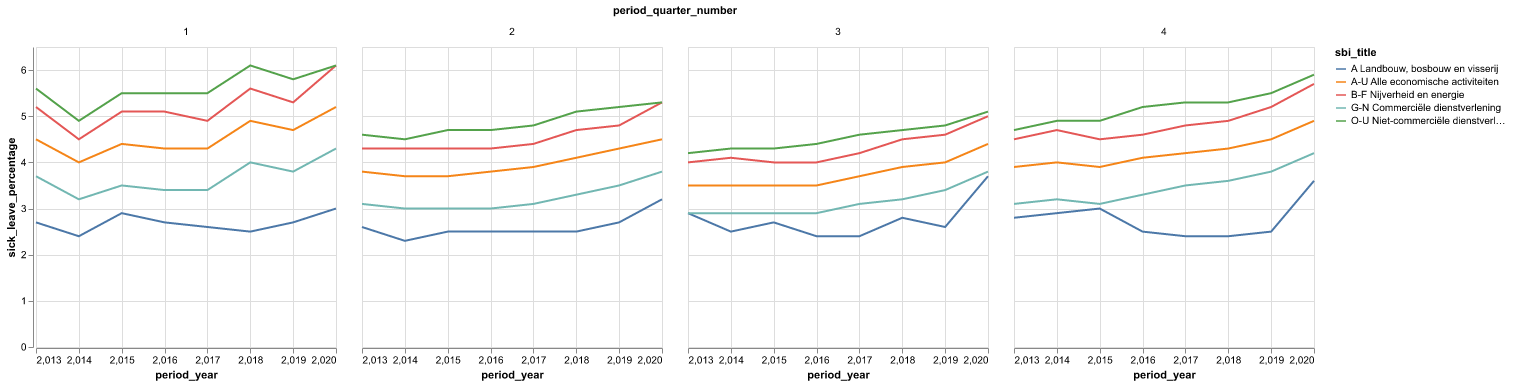 period_quarter_number
1 2 3 4
sbi_title
A Landbouw, bosbouw en visserij
A-U Alle economische activiteiten
B-F Nijverheid en energie
G-N Commerciële dienstverlening
O-U Niet-commerciële dienstverl…
sick_leave_percentage
6
5
4
3
2
1
0
2,013 2,014 2,015 2,016 2,017 2,018 2,019 2,020
2,013 2,014 2,015 2,016 2,017 2,018 2,019 2,020
2,013 2,014 2,015 2,016 2,017 2,018 2,019 2,020
2,013 2,014 2,015 2,016 2,017 2,018 2,019 2,020
period_year
period_year
period_year
period_year